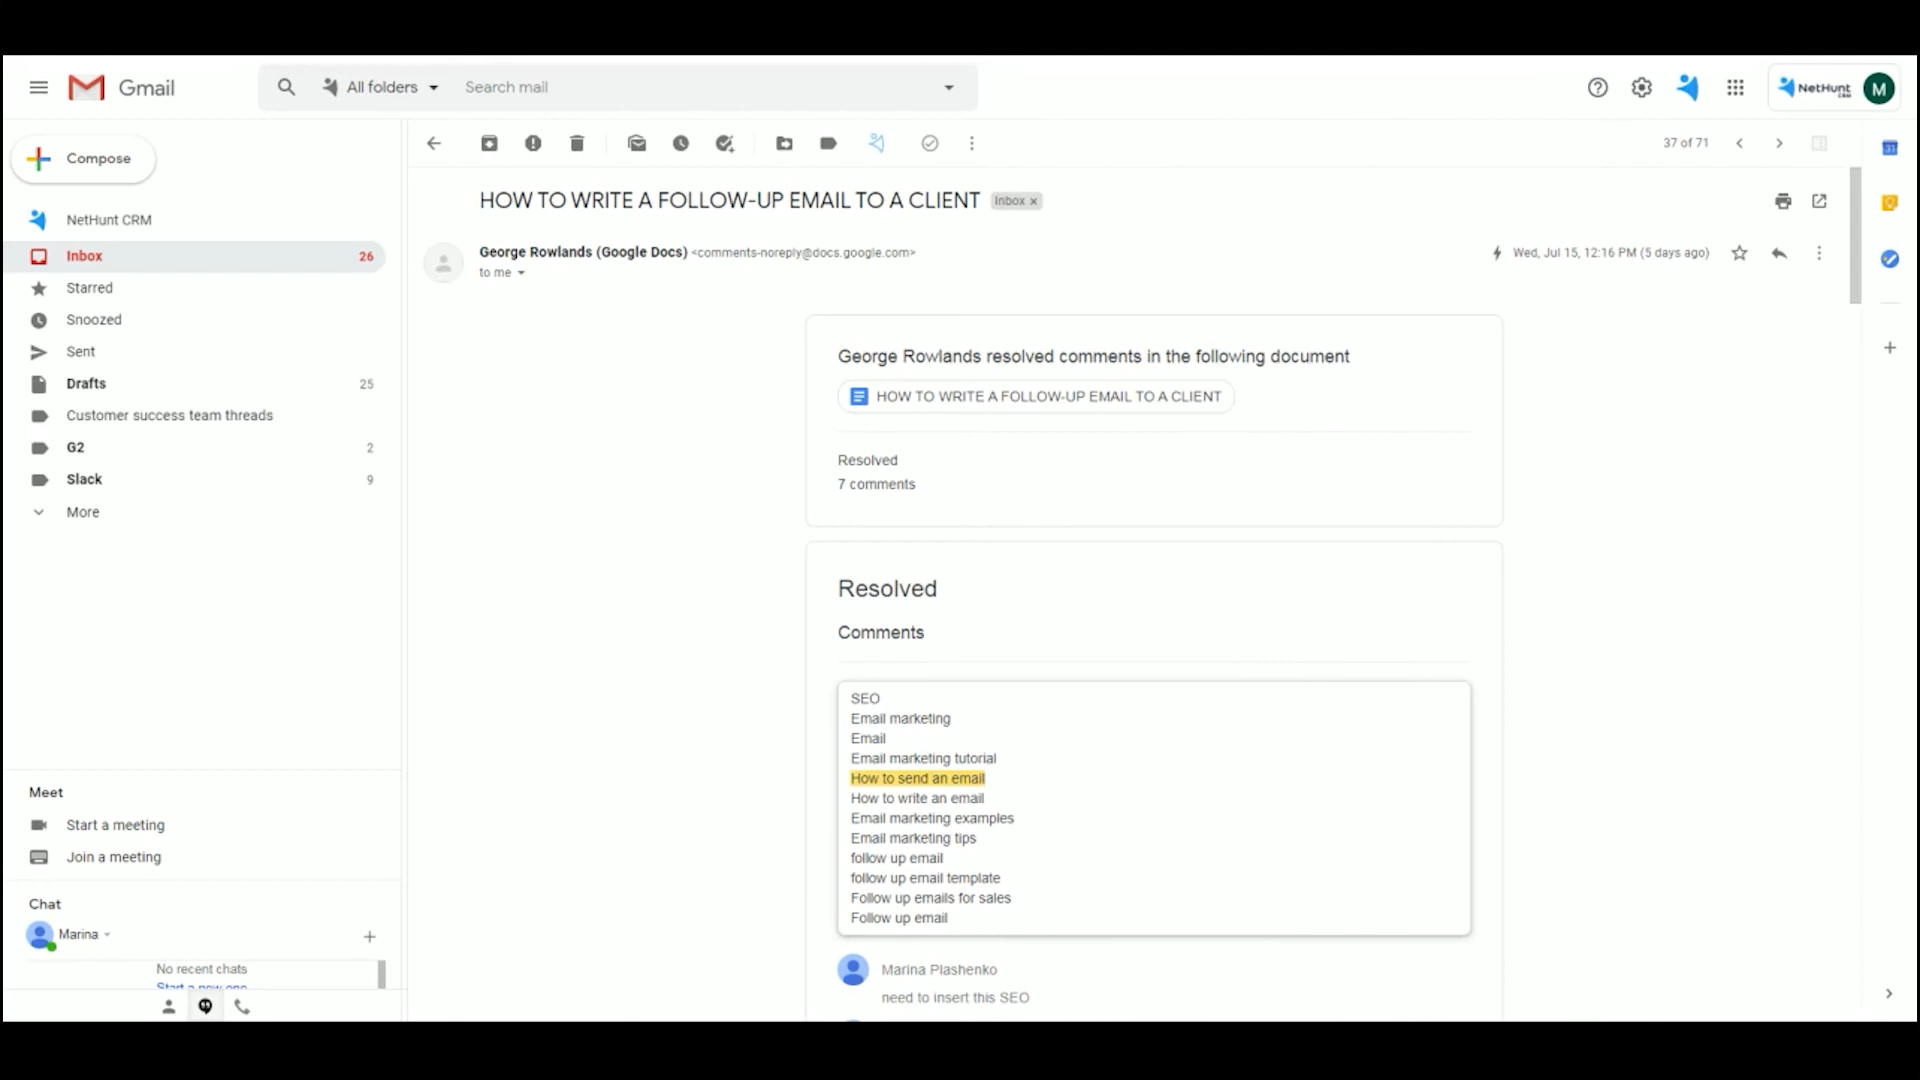 Gmail
All folders
Search mail
NetHunt
CRM
M
Compose
37 of 71
NetHunt CRM
Inbox 26
Starred
Snoozed
Sent
Drafts 25
Customer success team threads
G2 2
Slack 9
More
Meet
Start a meeting
Join a meeting
Chat
Marina
No recent chats
Start a new one
HOW TO WRITE A FOLLOW-UP EMAIL TO A CLIENT Inbox x
George Rowlands (Google Docs) <comments-noreply@docs.google.com>
Wed, Jul 15, 12:16 PM (5 days ago)
to me
George Rowlands resolved comments in the following document
HOW TO WRITE A FOLLOW-UP EMAIL TO A CLIENT
Resolved
7 comments
Resolved
Comments
SEO
Email marketing
Email
Email marketing tutorial
How to send an email
How to write an email
Email marketing examples
Email marketing tips
follow up email
follow up email template
Follow up emails for sales
Follow up email
Marina Plashenko
need to insert this SEO
31